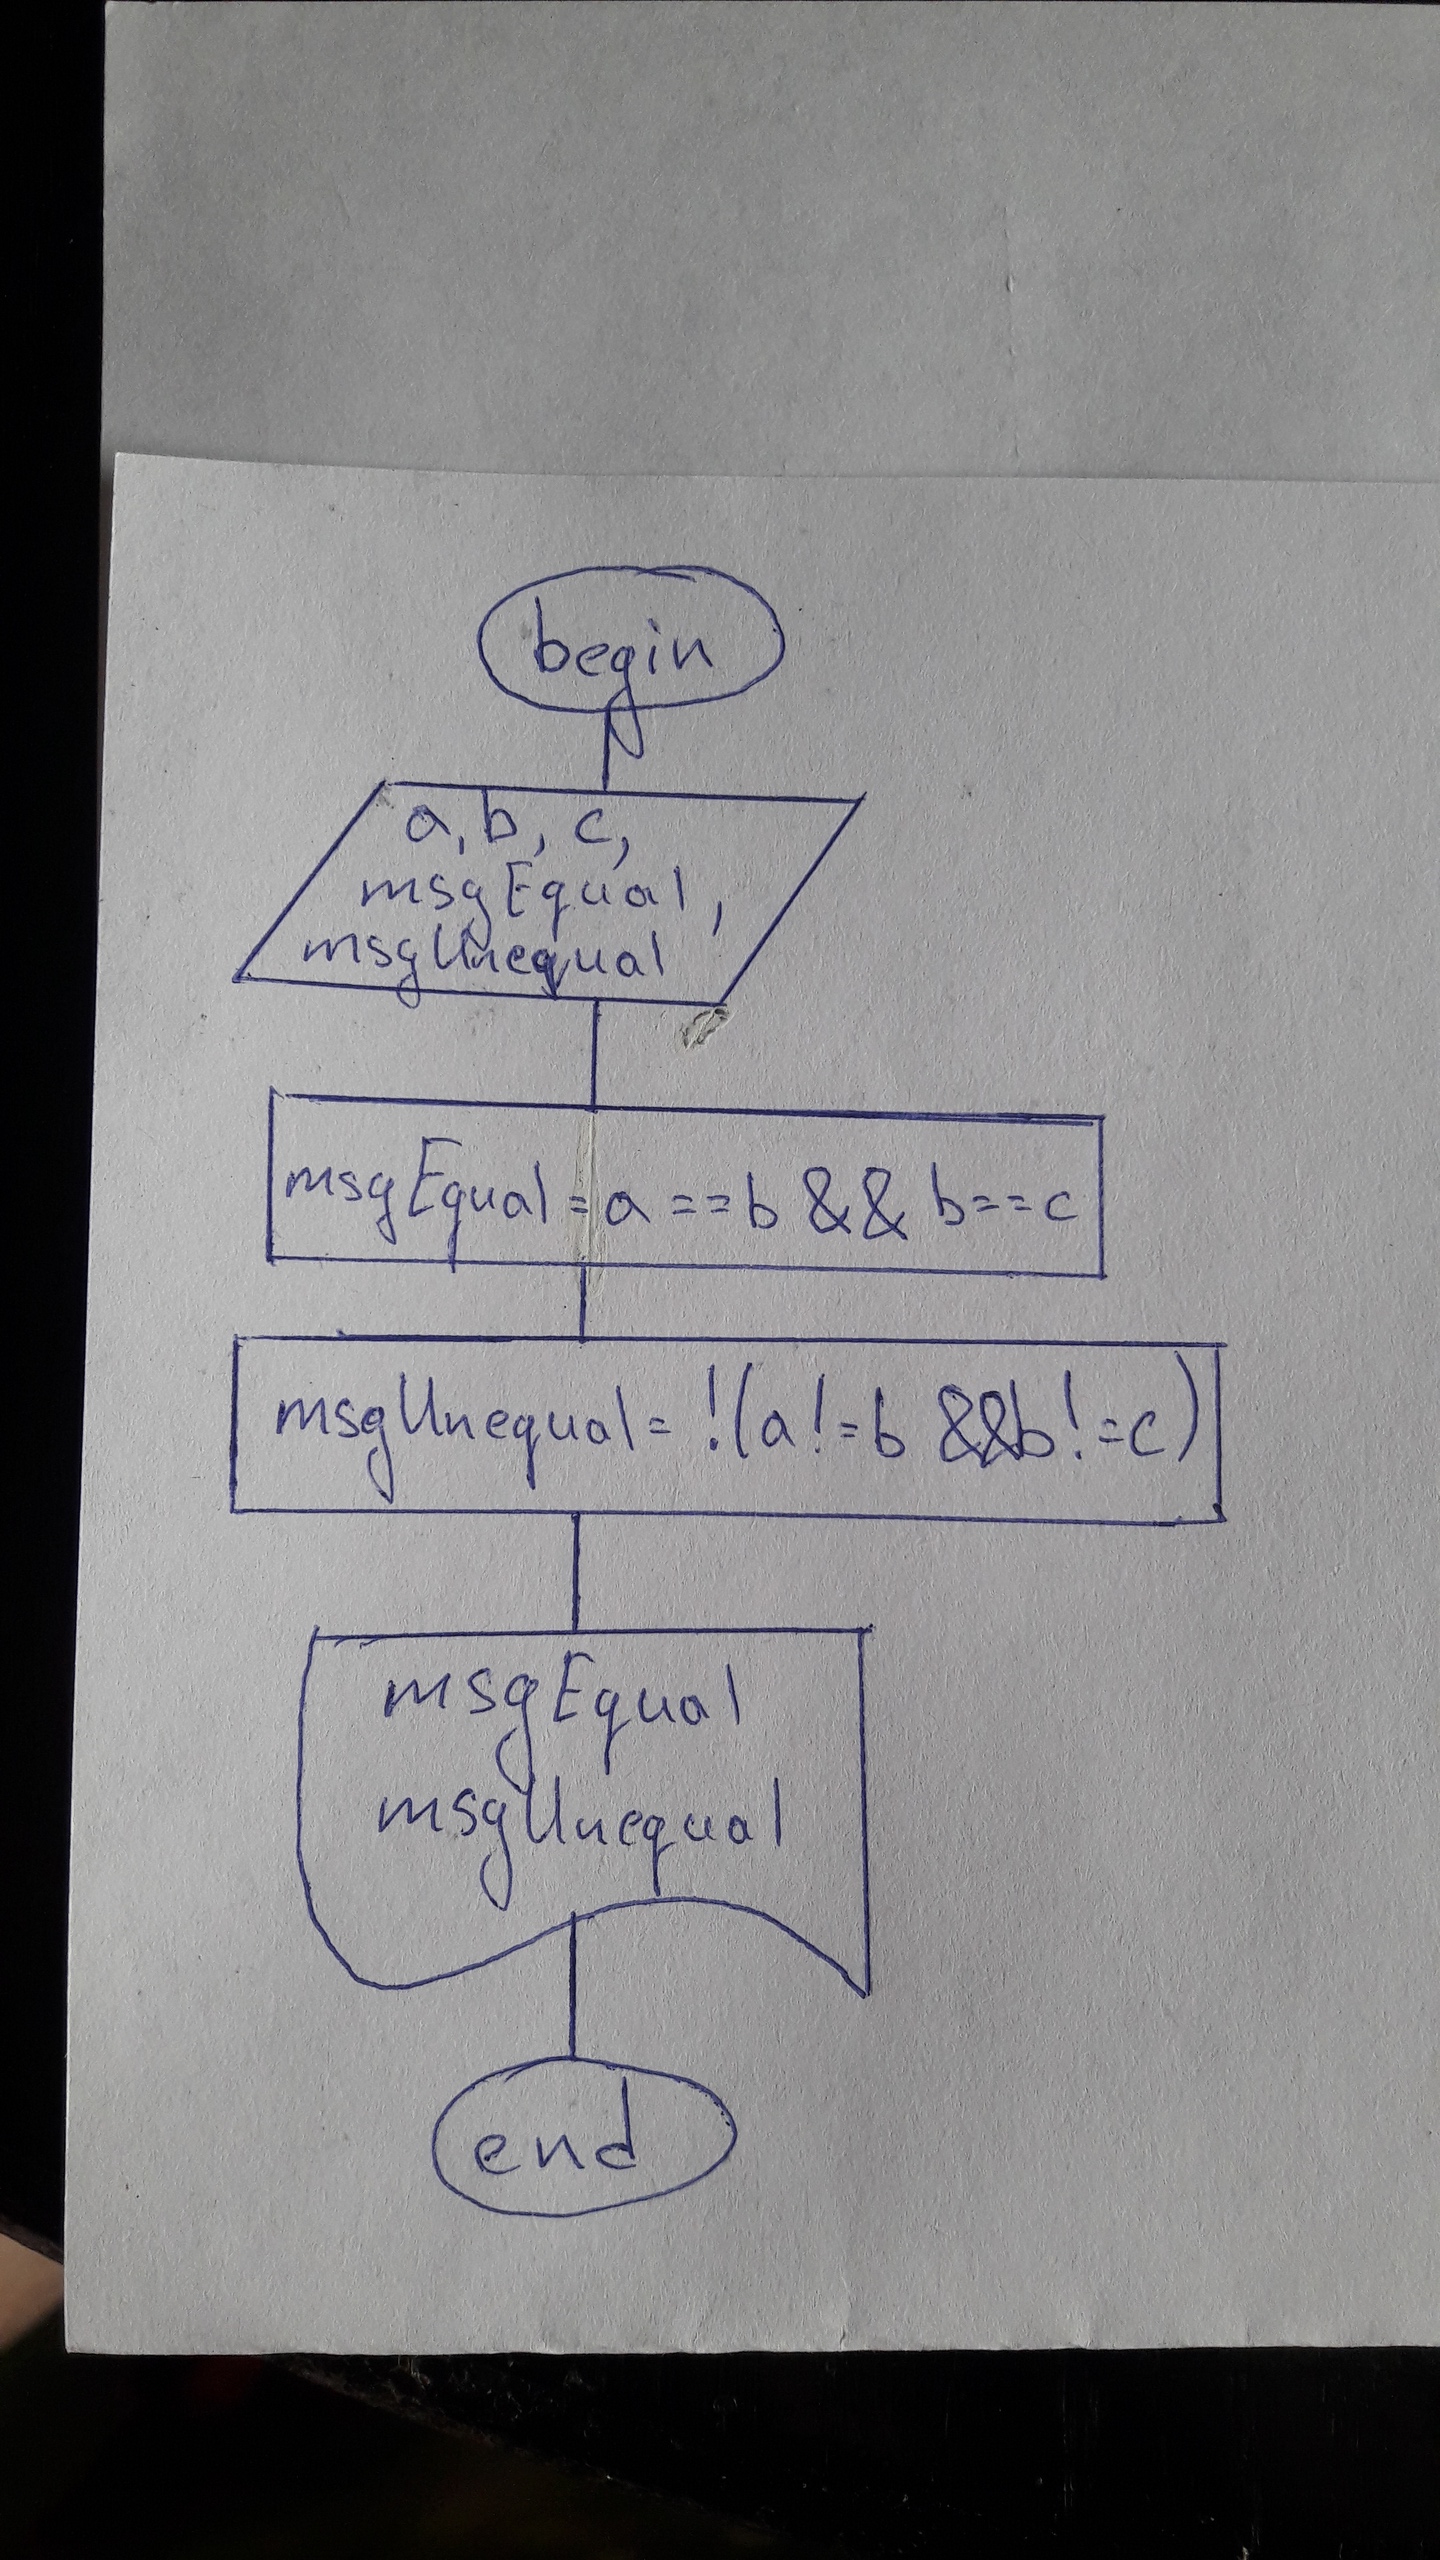 begin
a, b, c,
msgEqual,
msgUnequal
msgEqual = a == b && b == c
msgUnequal = !(a != b && b != c)
msgEqual
msgUnequal
end